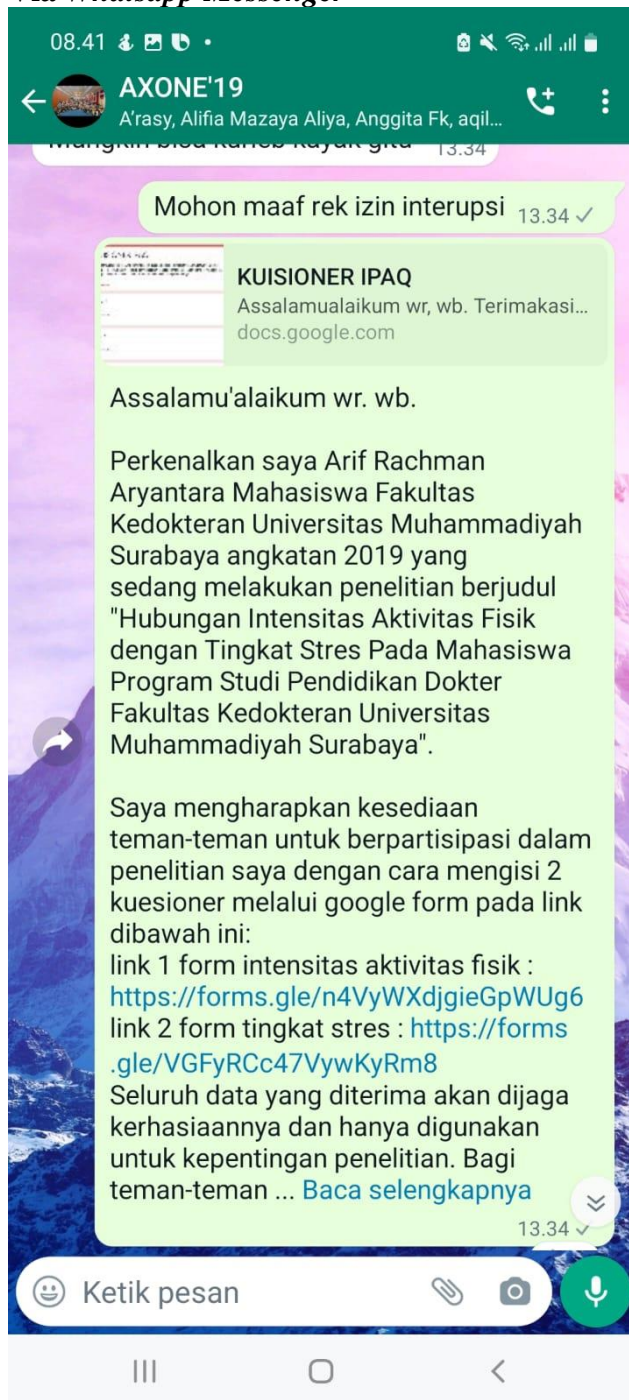 Via Whatsapp Messenger
08.41
AXONE'19
A'rasy, Alifia Mazaya Aliya, Anggita Fk, aqil...
Mungkin bisa kayak gitu 13.34
Mohon maaf rek izin interupsi 13.34
KUISIONER IPAQ
Assalamualaikum wr, wb. Terimakasi...
docs.google.com
Assalamu'alaikum wr. wb.
Perkenalkan saya Arif Rachman
Aryantara Mahasiswa Fakultas
Kedokteran Universitas Muhammadiyah
Surabaya angkatan 2019 yang
sedang melakukan penelitian berjudul
"Hubungan Intensitas Aktivitas Fisik
dengan Tingkat Stres Pada Mahasiswa
Program Studi Pendidikan Dokter
Fakultas Kedokteran Universitas
Muhammadiyah Surabaya".
Saya mengharapkan kesediaan
teman-teman untuk berpartisipasi dalam
penelitian saya dengan cara mengisi 2
kuesioner melalui google form pada link
dibawah ini:
link 1 form intensitas aktivitas fisik :
https://forms.gle/n4VyWXdjgieGpWUg6
link 2 form tingkat stres : https://forms
.gle/VGFyRCc47VywKyRm8
Seluruh data yang diterima akan dijaga
kerhasiaannya dan hanya digunakan
untuk kepentingan penelitian. Bagi
teman-teman ... Baca selengkapnya
13.34
Ketik pesan